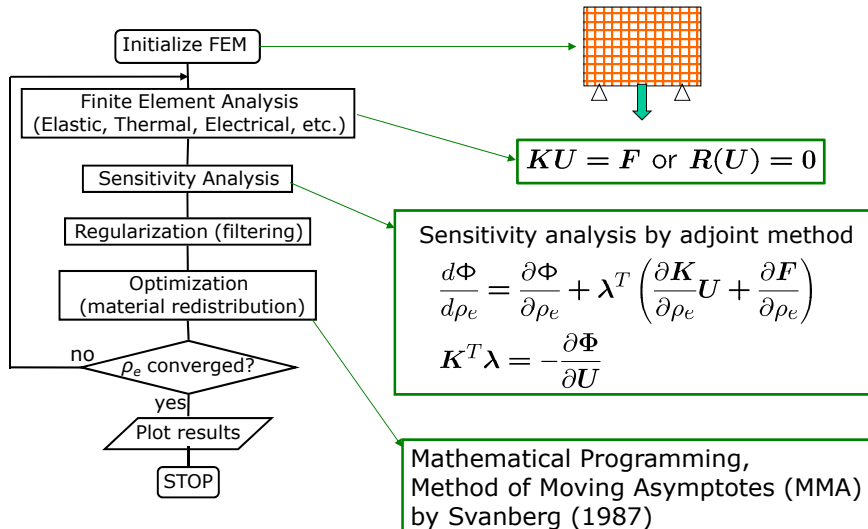 Initialize FEM
Finite Element Analysis
(Elastic, Thermal, Electrical, etc.)
Sensitivity Analysis
Regularization (filtering)
Optimization
(material redistribution)
no
ρₑ converged?
yes
Plot results
STOP
KU = F or R(U) = 0
Sensitivity analysis by adjoint method
dΦ/dρₑ = ∂Φ/∂ρₑ + λᵀ (∂K/∂ρₑ U + ∂F/∂ρₑ)
Kᵀλ = −∂Φ/∂U
Mathematical Programming,
Method of Moving Asymptotes (MMA)
by Svanberg (1987)